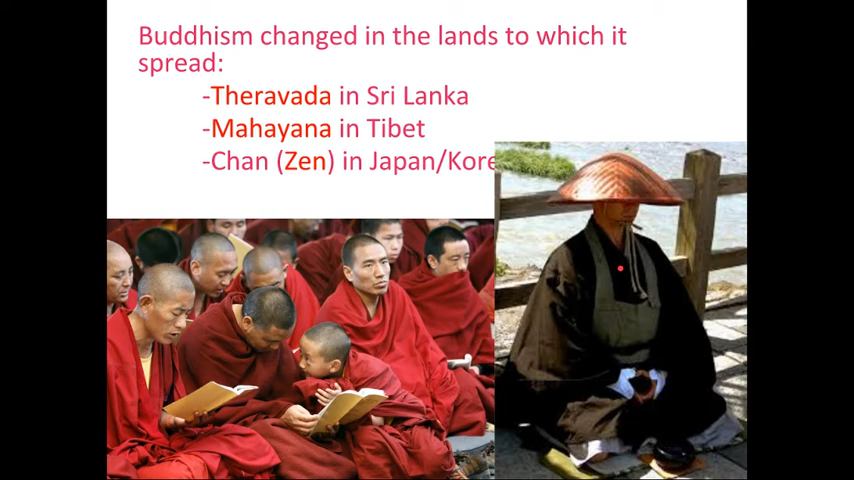 Buddhism changed in the lands to which it
spread:
-Theravada in Sri Lanka
-Mahayana in Tibet
-Chan (Zen) in Japan/Kore